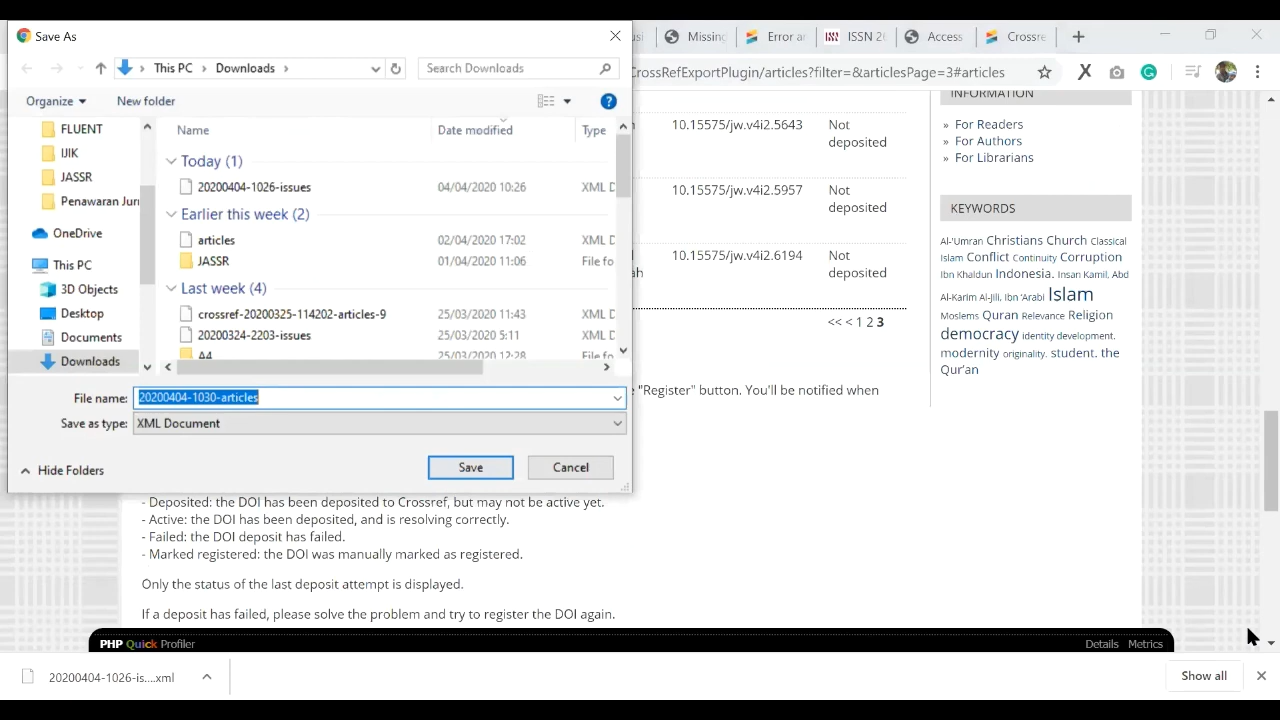 Save As
Missing
Error ar
ISSN 20
Access
Crossre
This PC
Downloads
Search Downloads
CrossRefExportPlugin/articles?filter=&articlesPage=3#articles
Organize
New folder
Name
Date modified
Type
FLUENT
IJIK
JASSR
Penawaran Jurn
OneDrive
This PC
3D Objects
Desktop
Documents
Downloads
Today (1)
20200404-1026-issues 04/04/2020 10:26 XML D
Earlier this week (2)
articles 02/04/2020 17:02 XML D
JASSR 01/04/2020 11:06 File fo
Last week (4)
crossref-20200325-114202-articles-9 25/03/2020 11:43 XML D
20200324-2203-issues 25/03/2020 5:11 XML D
A4 25/03/2020 12:28 File fo
File name: 20200404-1030-articles
Save as type: XML Document
Hide Folders
Save
Cancel
10.15575/jw.v4i2.5643 Not
deposited
10.15575/jw.v4i2.5957 Not
deposited
10.15575/jw.v4i2.6194 Not
ah deposited
<< < 1 2 3
e "Register" button. You'll be notified when
INFORMATION
» For Readers
» For Authors
» For Librarians
KEYWORDS
Al-'Umran Christians Church Classical
Islam Conflict Continuity Corruption
Ibn Khaldun Indonesia. Insan Kamil, Abd
Al-Karim Al-Jili, Ibn 'Arabi Islam
Moslems Quran Relevance Religion
democracy identity development.
modernity originality. student. the
Qur'an
- Deposited: the DOI has been deposited to Crossref, but may not be active yet.
- Active: the DOI has been deposited, and is resolving correctly.
- Failed: the DOI deposit has failed.
- Marked registered: the DOI was manually marked as registered.
Only the status of the last deposit attempt is displayed.
If a deposit has failed, please solve the problem and try to register the DOI again.
PHP Quick Profiler
Details Metrics
20200404-1026-is....xml
Show all